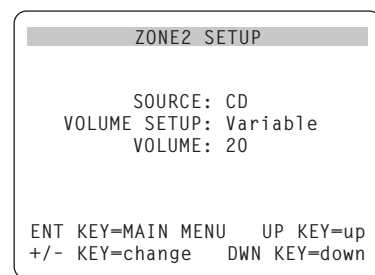 ZONE2 SETUP
SOURCE: CD
VOLUME SETUP: Variable
VOLUME: 20
ENT KEY=MAIN MENU UP KEY=up
+/- KEY=change DWN KEY=down